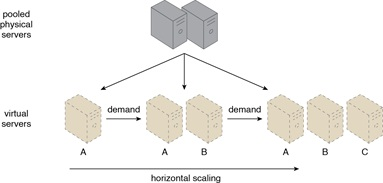 pooled
physical
servers
demand demand
virtual
servers
A A B A B C
horizontal scaling